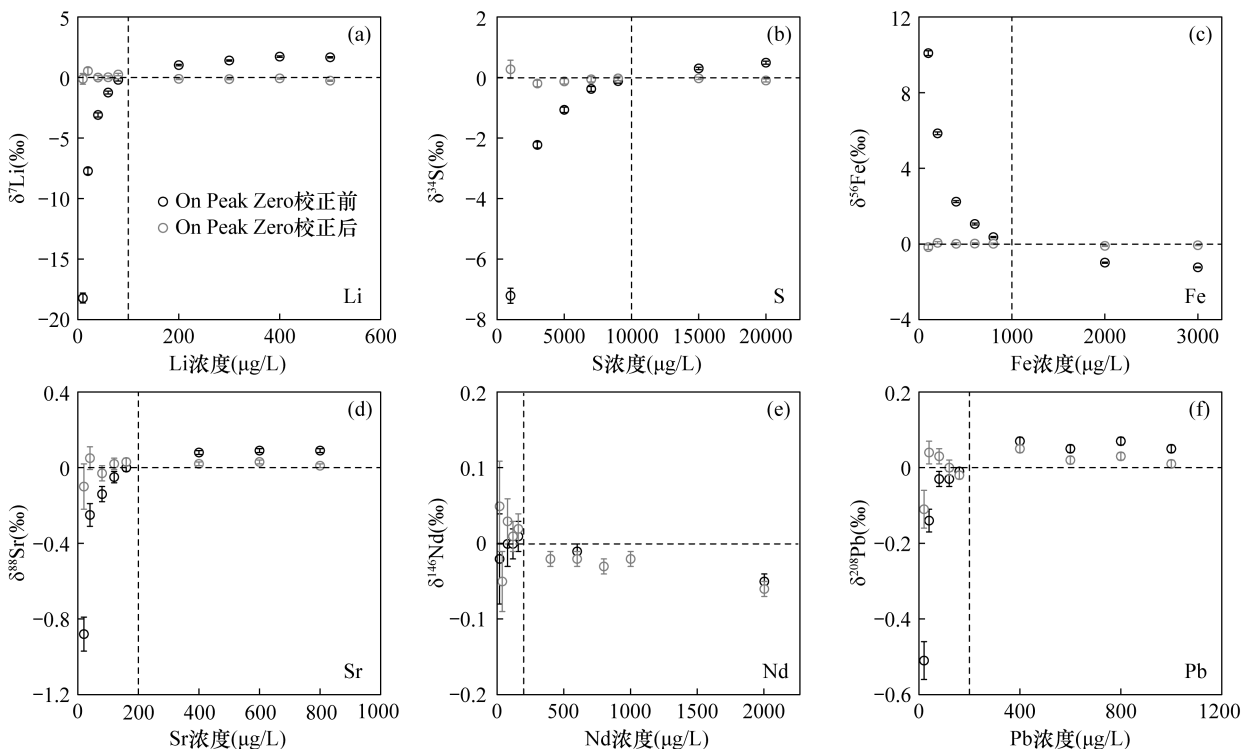 (a)
5
0
−5
−10
−15
−20
δ⁷Li(‰)
On Peak Zero校正前
On Peak Zero校正后
Li
0 200 400 600
Li浓度(μg/L)
(b)
2
0
−2
−4
−6
−8
δ³⁴S(‰)
S
0 5000 10000 15000 20000
S浓度(μg/L)
(c)
12
8
4
0
−4
δ⁵⁶Fe(‰)
Fe
0 1000 2000 3000
Fe浓度(μg/L)
(d)
0.4
0
−0.4
−0.8
−1.2
δ⁸⁸Sr(‰)
Sr
0 200 400 600 800 1000
Sr浓度(μg/L)
(e)
0.2
0.1
0
−0.1
−0.2
δ¹⁴⁶Nd(‰)
Nd
0 500 1000 1500 2000
Nd浓度(μg/L)
(f)
0.2
0
−0.2
−0.4
−0.6
δ²⁰⁸Pb(‰)
Pb
0 400 800 1200
Pb浓度(μg/L)